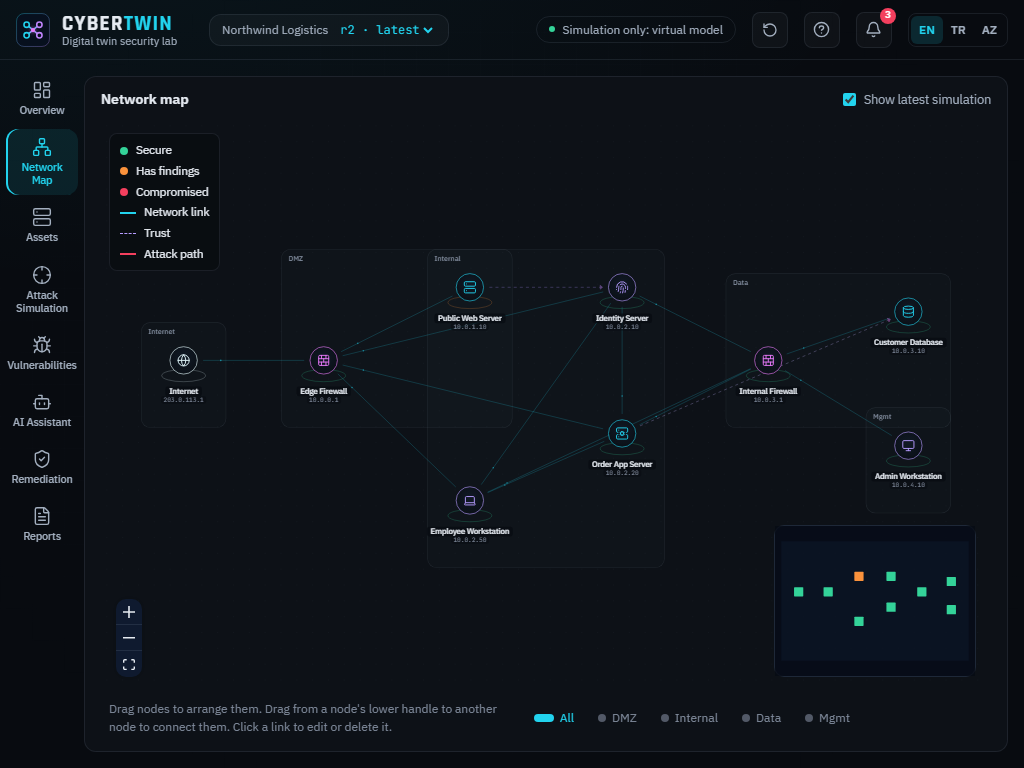 CYBERTWIN
Digital twin security lab
Northwind Logistics r2 · latest
Simulation only: virtual model
3
EN TR AZ
Overview
Network
Map
Assets
Attack
Simulation
Vulnerabilities
AI Assistant
Remediation
Reports
Network map
Show latest simulation
Secure
Has findings
Compromised
Network link
Trust
Attack path
DMZ
Internal
Public Web Server
10.0.1.10
Identity Server
10.0.2.10
Data
Customer Database
10.0.3.10
Internet
Internet
203.0.113.1
Edge Firewall
10.0.0.1
Internal Firewall
10.0.3.1
Mgmt
Order App Server
10.0.2.20
Admin Workstation
10.0.4.10
Employee Workstation
10.0.2.50
Drag nodes to arrange them. Drag from a node's lower handle to another
node to connect them. Click a link to edit or delete it.
All DMZ Internal Data Mgmt